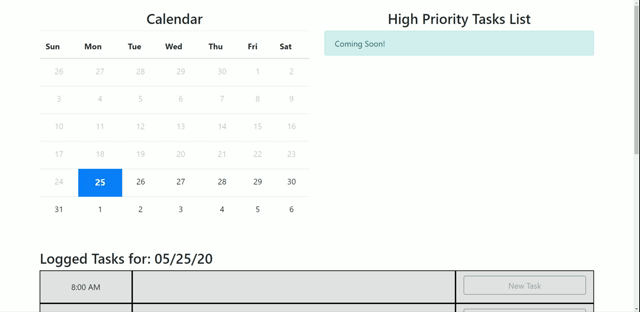 Calendar
Sun Mon Tue Wed Thu Fri Sat
26 27 28 29 30 1 2
3 4 5 6 7 8 9
10 11 12 13 14 15 16
17 18 19 20 21 22 23
24 25 26 27 28 29 30
31 1 2 3 4 5 6
High Priority Tasks List
Coming Soon!
Logged Tasks for: 05/25/20
8:00 AM New Task